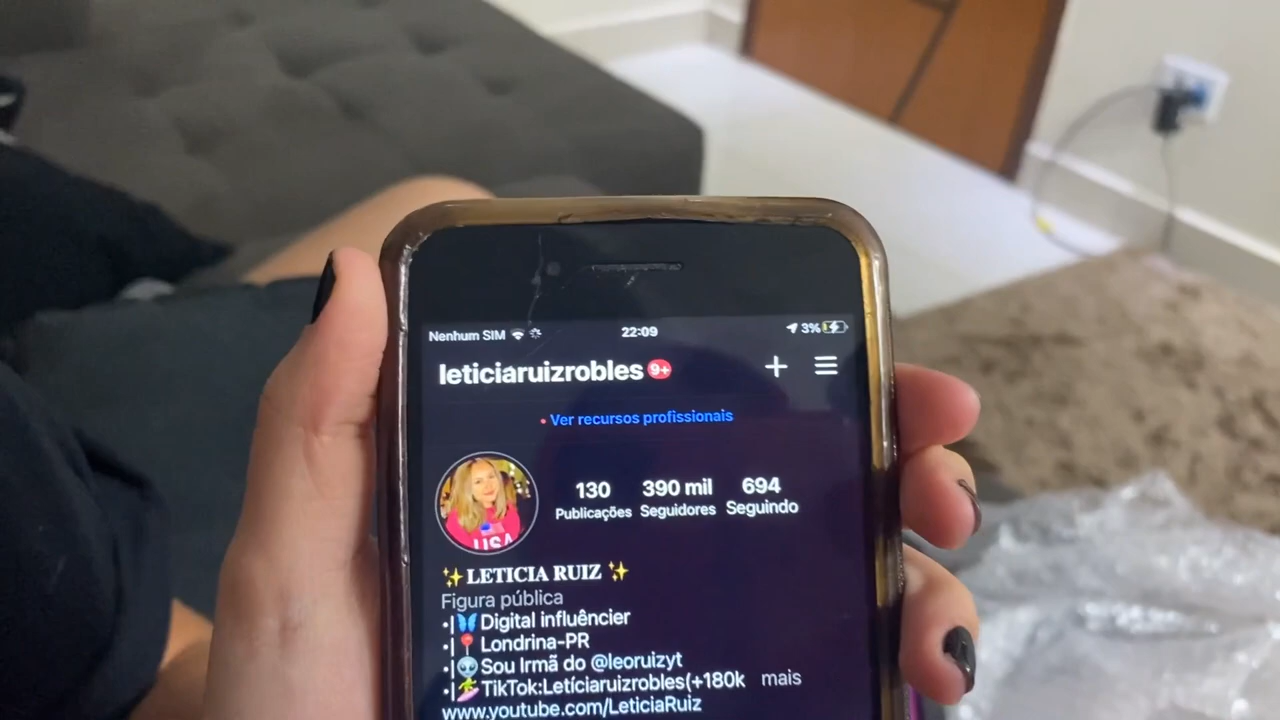 Nenhum SIM 22:09 3%
leticiaruizrobles 9+
Ver recursos profissionais
130 390 mil 694
Publicações Seguidores Seguindo
USA
✨LETICIA RUIZ ✨
Figura pública
•|🦋Digital influêncier
•|📍Londrina-PR
•|👽Sou Irmã do @leoruizyt
•|🏄TikTok:Letíciaruizrobles(+180k mais
www.youtube.com/LeticiaRuiz